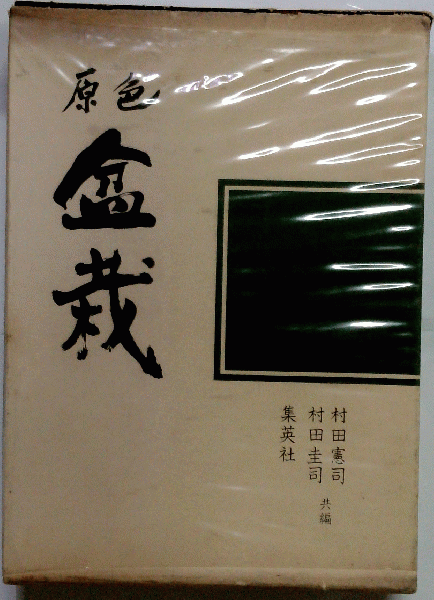 原色
盆栽
村田憲司
村田圭司
共編
集英社